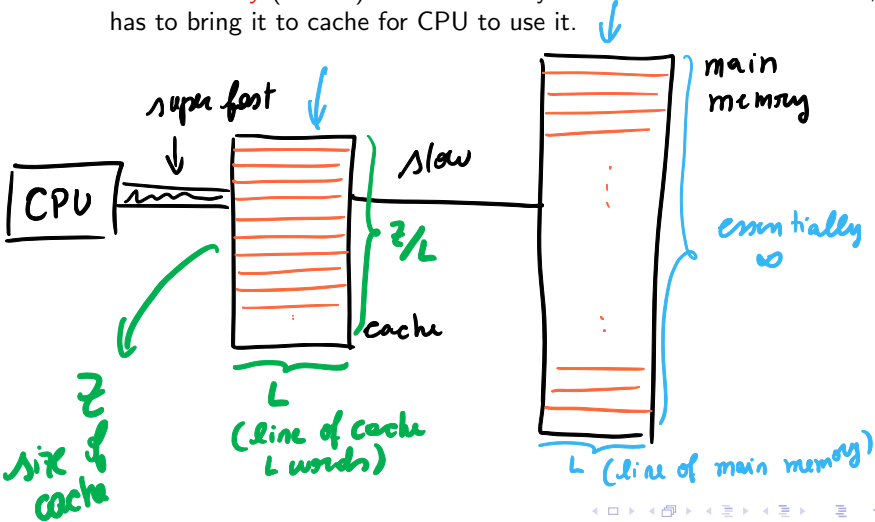 has to bring it to cache for CPU to use it.
main
memory
super fast
slow
CPU
Z/L
essentially
∞
cache
Z
size of
cache
L
(line of cache
L words)
L (line of main memory)